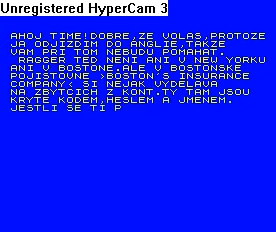 Unregistered HyperCam 3
AHOJ TIME!DOBRE,ZE VOLAS,PROTOZE
JA ODJIZDIM DO ANGLIE,TAKZE
VAM PRI TOM NEBUDU POMAHAT.
RAGGER TED NENI ANI V NEW YORKU
ANI V BOSTONE.ALE V BOSTONSKE
POJISTOVNE >BOSTON'S INSURANCE
COMPANY< SI NEJAK VYDELAVA
NA ZBYTCICH Z KONT.TY TAM JSOU
KRYTE KODEM,HESLEM A JMENEM.
JESTLI SE TI P